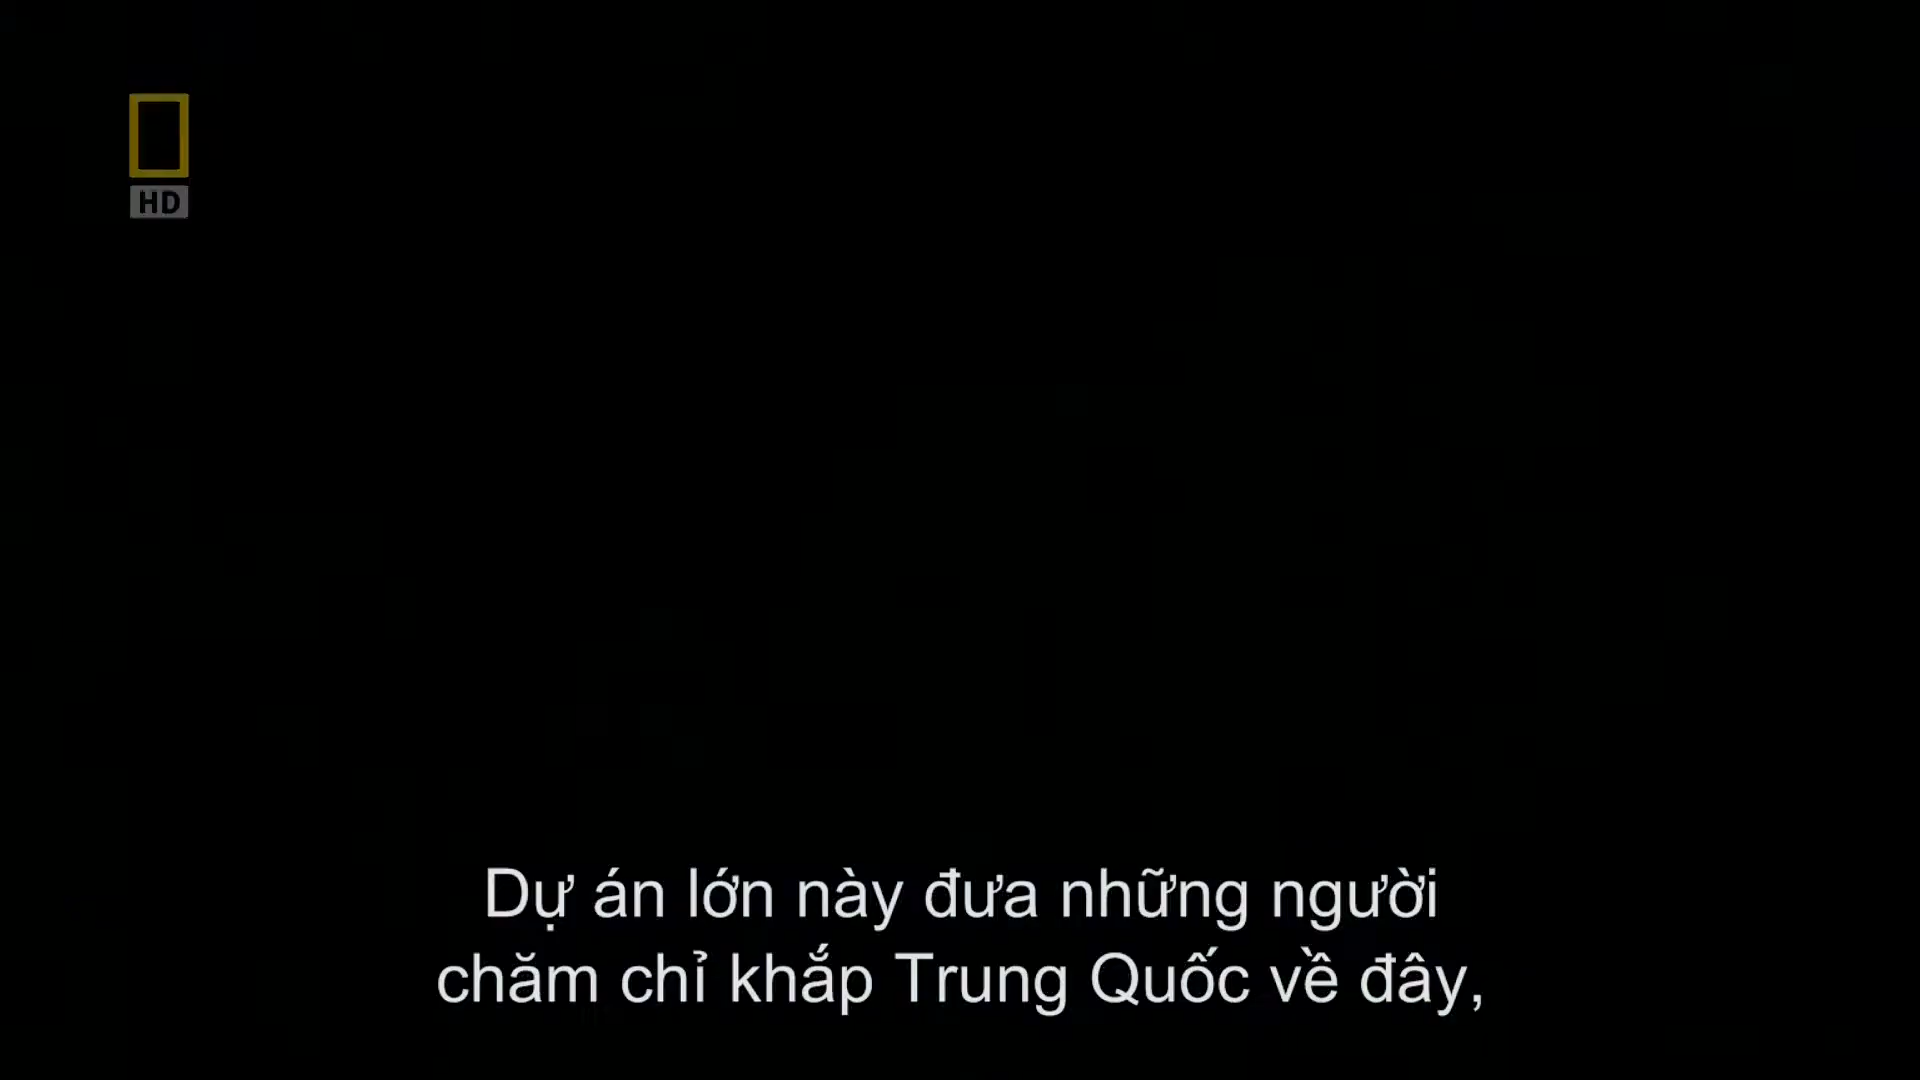 HD
Dự án lớn này đưa những người
chăm chỉ khắp Trung Quốc về đây,